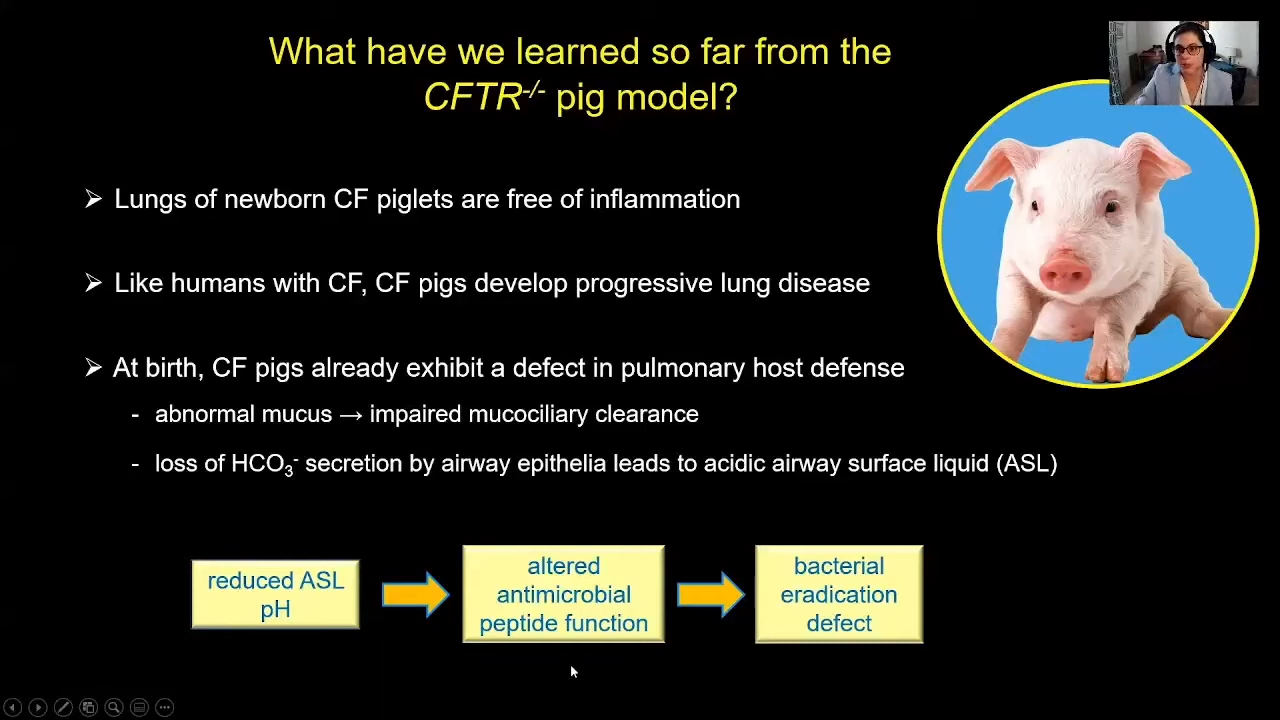 What have we learned so far from the
CFTR-/- pig model?
➢ Lungs of newborn CF piglets are free of inflammation
➢ Like humans with CF, CF pigs develop progressive lung disease
➢ At birth, CF pigs already exhibit a defect in pulmonary host defense
- abnormal mucus → impaired mucociliary clearance
- loss of HCO3- secretion by airway epithelia leads to acidic airway surface liquid (ASL)
reduced ASL
pH
altered
antimicrobial
peptide function
bacterial
eradication
defect